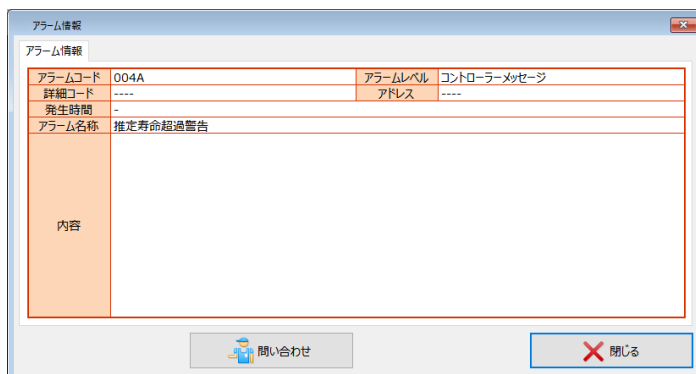 アラーム情報
アラーム情報
アラームコード 004A アラームレベル コントローラーメッセージ
詳細コード ---- アドレス ----
発生時間 -
アラーム名称 推定寿命超過警告
内容
問い合わせ
閉じる